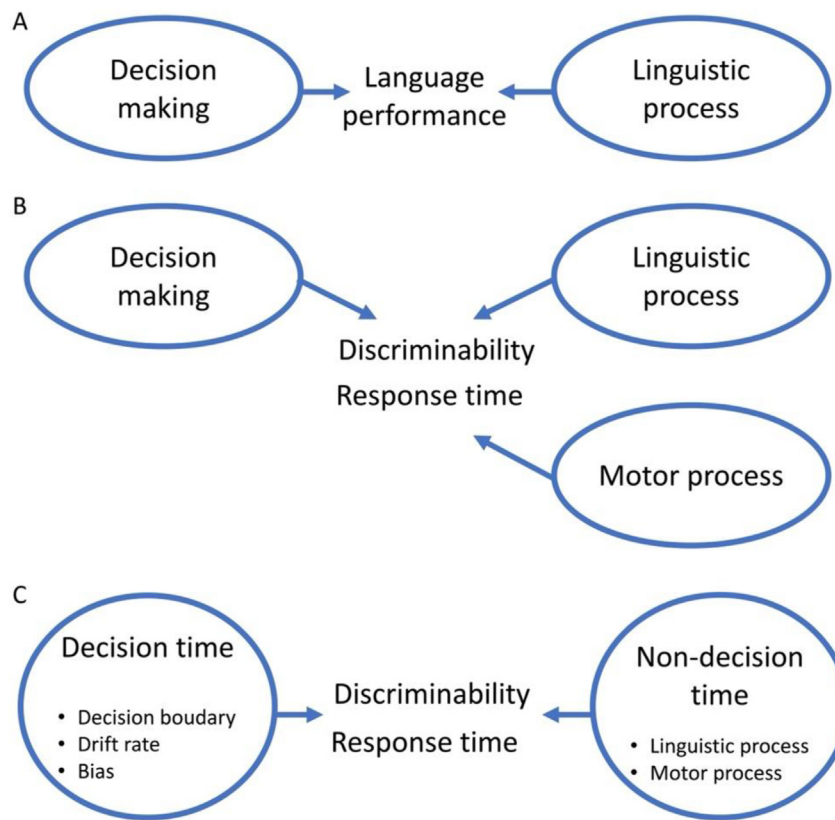 A
Decision
making
Language
performance
Linguistic
process
B
Decision
making
Linguistic
process
Discriminability
Response time
Motor process
C
Decision time
• Decision boudary
• Drift rate
• Bias
Discriminability
Response time
Non-decision
time
• Linguistic process
• Motor process